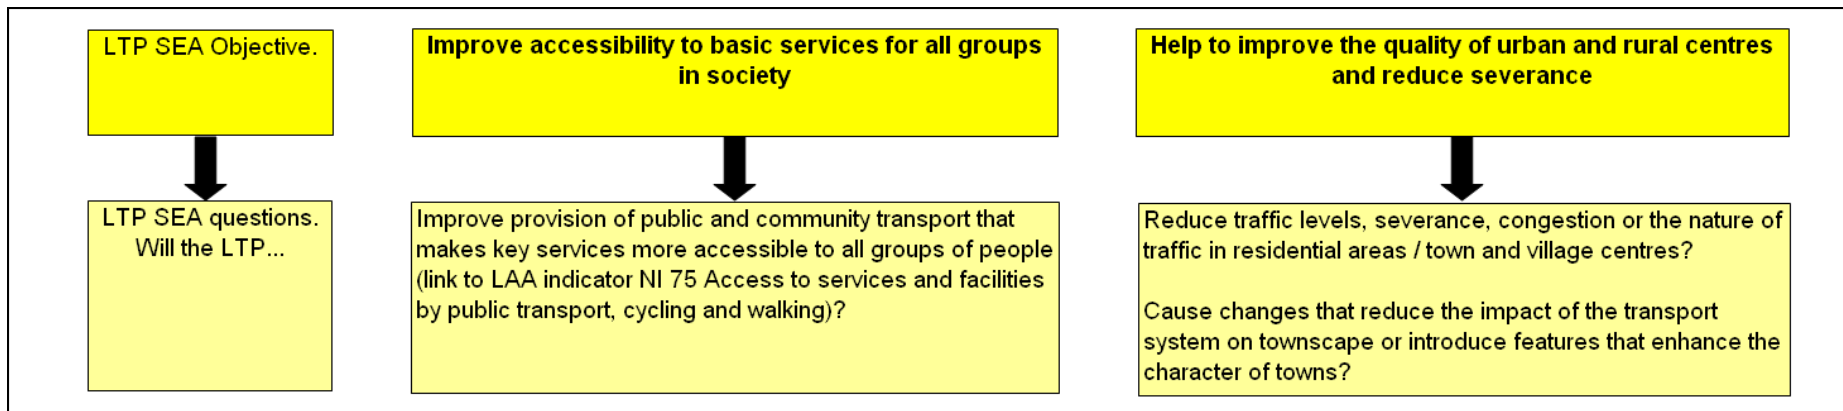 LTP SEA Objective.
Improve accessibility to basic services for all groups
in society
Help to improve the quality of urban and rural centres
and reduce severance
LTP SEA questions.
Will the LTP...
Improve provision of public and community transport that
makes key services more accessible to all groups of people
(link to LAA indicator NI 75 Access to services and facilities
by public transport, cycling and walking)?
Reduce traffic levels, severance, congestion or the nature of
traffic in residential areas / town and village centres?
Cause changes that reduce the impact of the transport
system on townscape or introduce features that enhance the
character of towns?